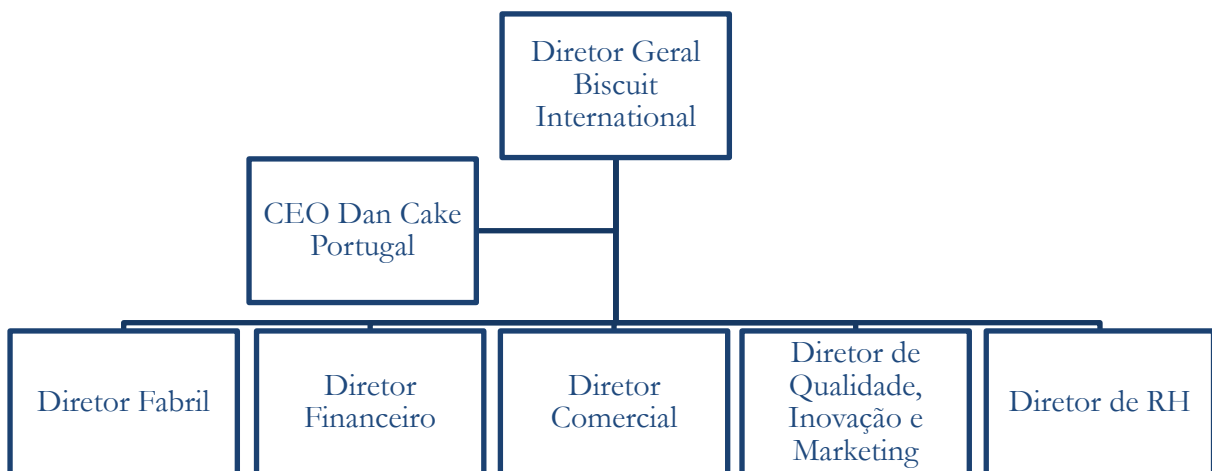 Diretor Geral
Biscuit
International
CEO Dan Cake
Portugal
Diretor Fabril
Diretor
Financeiro
Diretor
Comercial
Diretor de
Qualidade,
Inovação e
Marketing
Diretor de RH